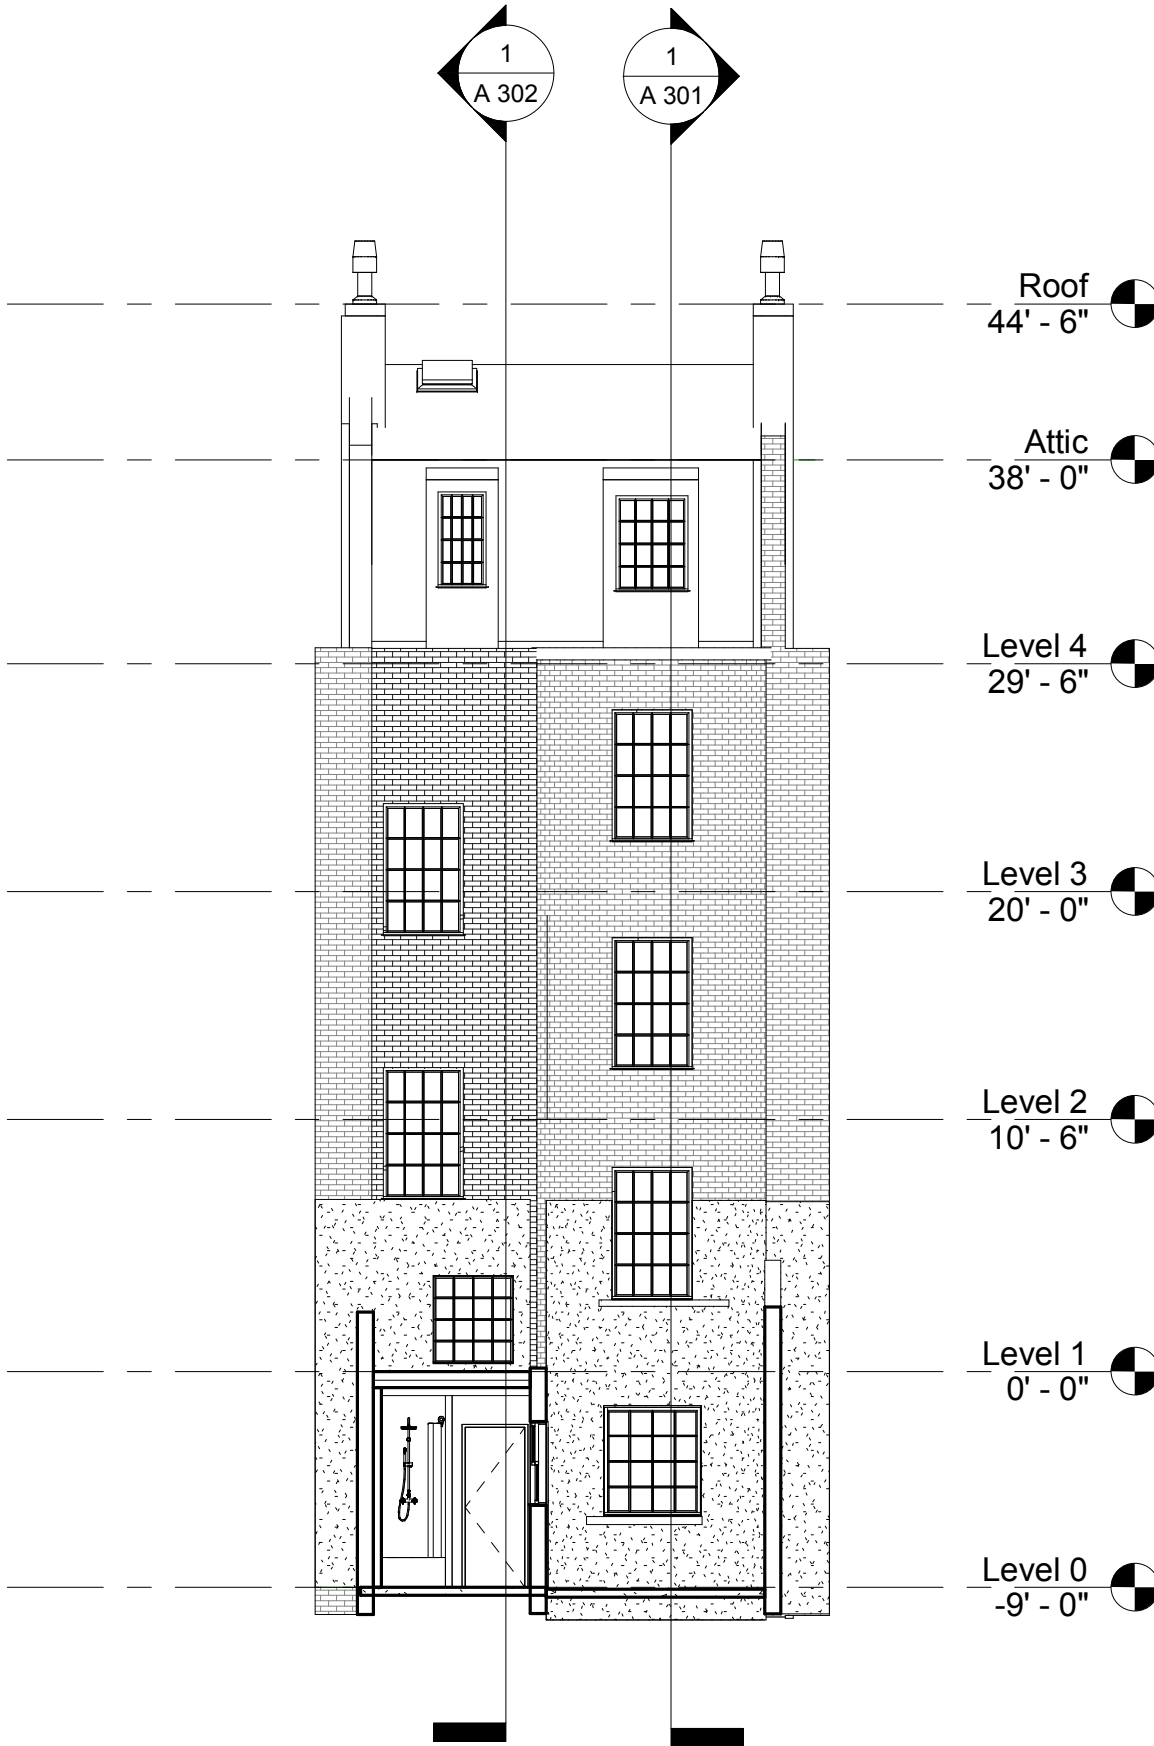 1
A 302
1
A 301
Roof
44' - 6"
Attic
38' - 0"
Level 4
29' - 6"
Level 3
20' - 0"
Level 2
10' - 6"
Level 1
0' - 0"
Level 0
-9' - 0"